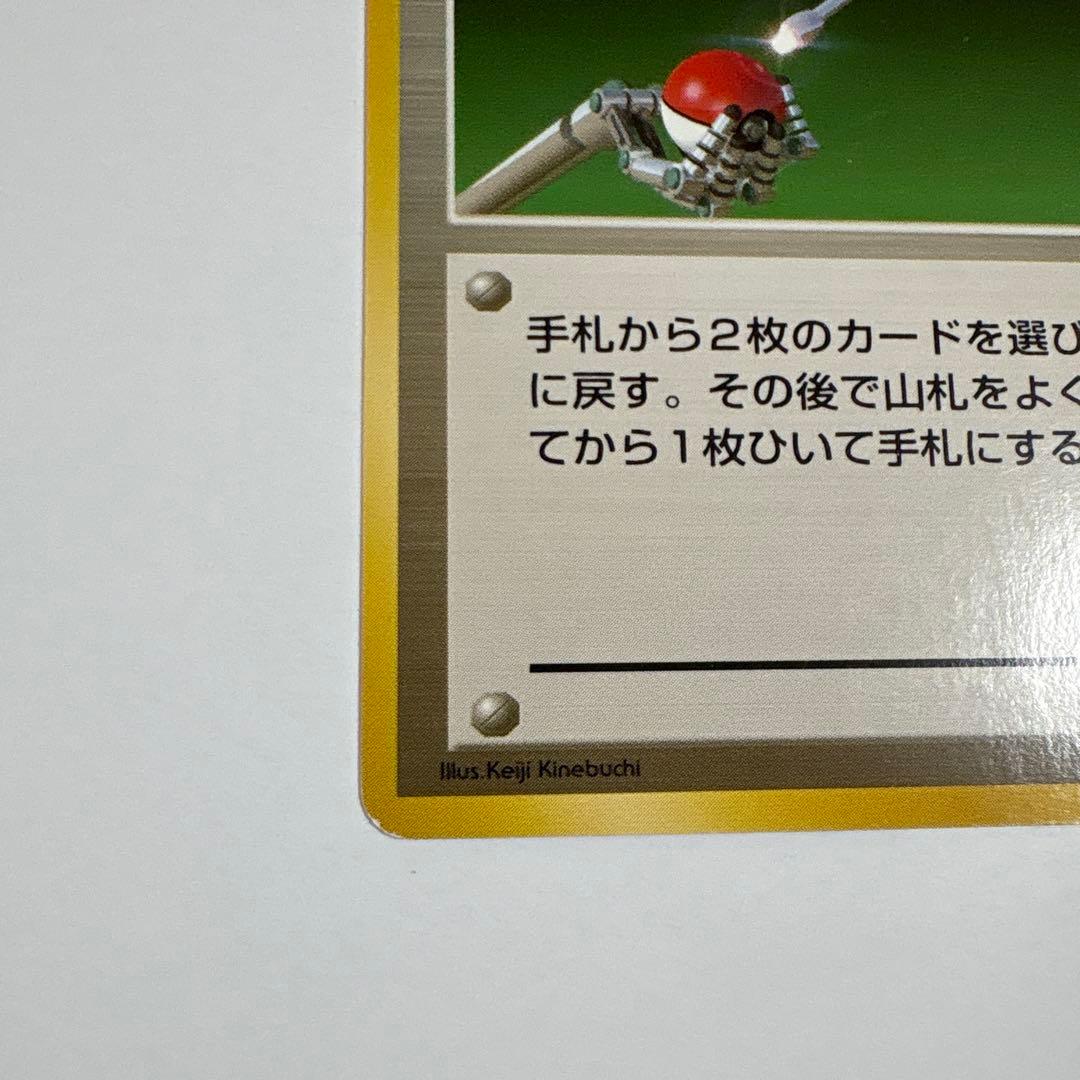 手札から２枚のカードを選び
に戻す。その後で山札をよく
てから１枚ひいて手札にする
Illus.Keiji Kinebuchi